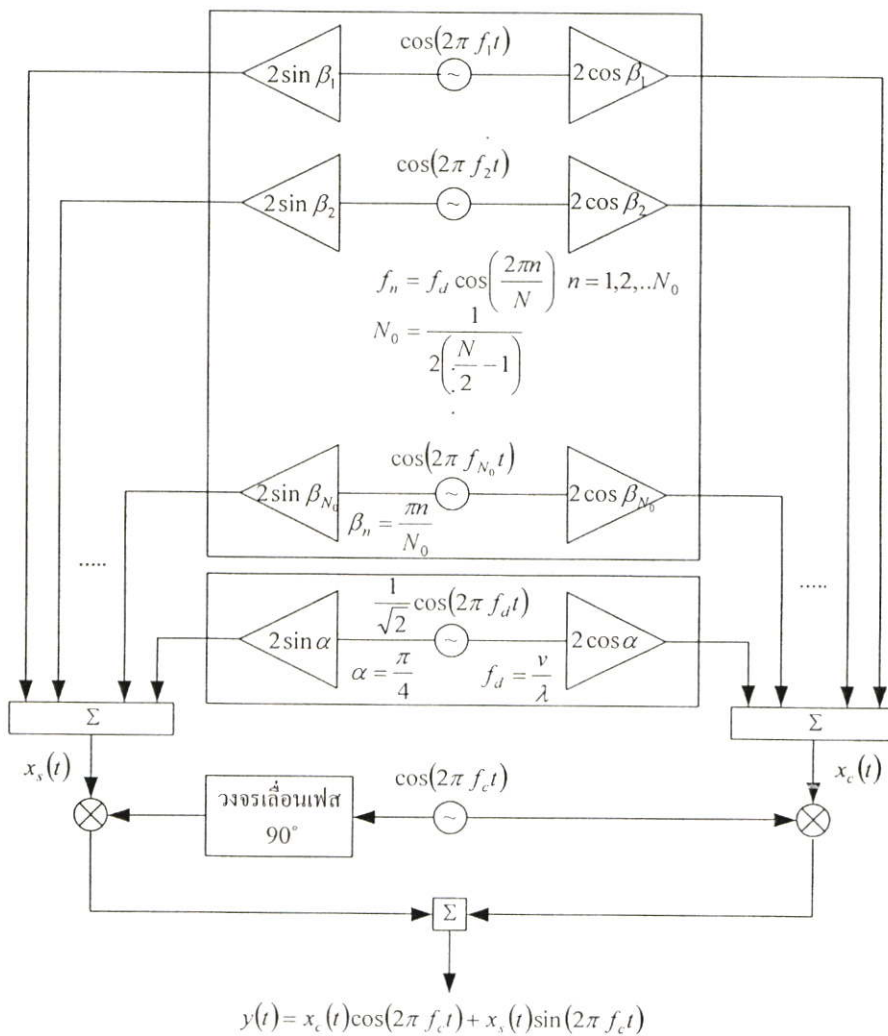 cos(2π f₁t)
2 sin β₁
~
2 cos β₁
cos(2π f₂t)
2 sin β₂
~
2 cos β₂
fₙ = f_d cos(2πn/N) n = 1,2,..N₀
N₀ = 1/(2(N/2 − 1))
cos(2π f_{N₀}t)
2 sin β_{N₀}
~
2 cos β_{N₀}
βₙ = πn/N₀
.....
.....
1/√2 cos(2π f_d t)
2 sin α
~
2 cos α
α = π/4
f_d = v/λ
Σ
Σ
x_s(t)
x_c(t)
cos(2π f_c t)
วงจรเลื่อนเฟส
90°
~
Σ
y(t) = x_c(t)cos(2π f_c t) + x_s(t)sin(2π f_c t)